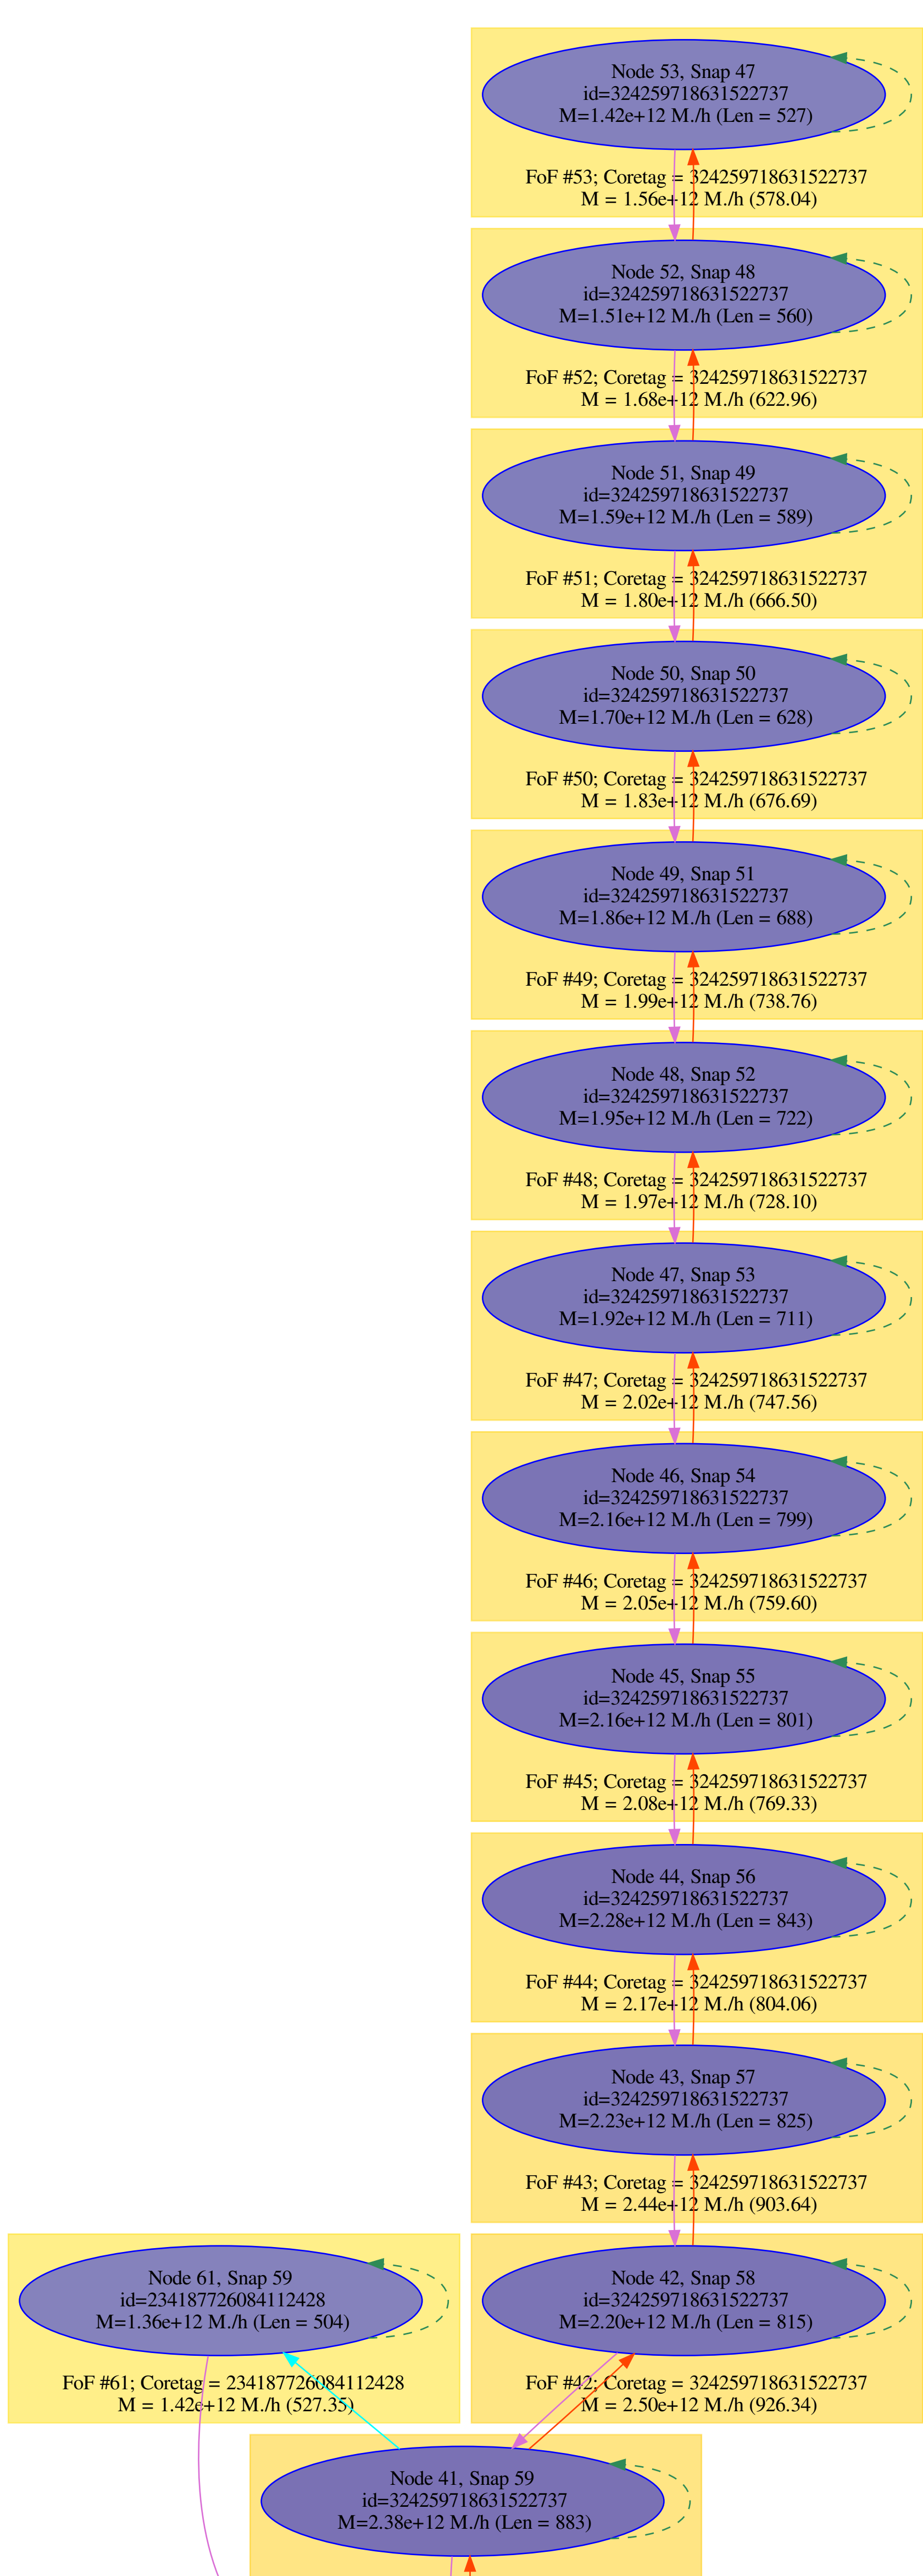 Node 53, Snap 47
id=324259718631522737
M=1.42e+12 M./h (Len = 527)
FoF #53; Coretag = 324259718631522737
M = 1.56e+12 M./h (578.04)
Node 52, Snap 48
id=324259718631522737
M=1.51e+12 M./h (Len = 560)
FoF #52; Coretag = 324259718631522737
M = 1.68e+12 M./h (622.96)
Node 51, Snap 49
id=324259718631522737
M=1.59e+12 M./h (Len = 589)
FoF #51; Coretag = 324259718631522737
M = 1.80e+12 M./h (666.50)
Node 50, Snap 50
id=324259718631522737
M=1.70e+12 M./h (Len = 628)
FoF #50; Coretag = 324259718631522737
M = 1.83e+12 M./h (676.69)
Node 49, Snap 51
id=324259718631522737
M=1.86e+12 M./h (Len = 688)
FoF #49; Coretag = 324259718631522737
M = 1.99e+12 M./h (738.76)
Node 48, Snap 52
id=324259718631522737
M=1.95e+12 M./h (Len = 722)
FoF #48; Coretag = 324259718631522737
M = 1.97e+12 M./h (728.10)
Node 47, Snap 53
id=324259718631522737
M=1.92e+12 M./h (Len = 711)
FoF #47; Coretag = 324259718631522737
M = 2.02e+12 M./h (747.56)
Node 46, Snap 54
id=324259718631522737
M=2.16e+12 M./h (Len = 799)
FoF #46; Coretag = 324259718631522737
M = 2.05e+12 M./h (759.60)
Node 45, Snap 55
id=324259718631522737
M=2.16e+12 M./h (Len = 801)
FoF #45; Coretag = 324259718631522737
M = 2.08e+12 M./h (769.33)
Node 44, Snap 56
id=324259718631522737
M=2.28e+12 M./h (Len = 843)
FoF #44; Coretag = 324259718631522737
M = 2.17e+12 M./h (804.06)
Node 43, Snap 57
id=324259718631522737
M=2.23e+12 M./h (Len = 825)
FoF #43; Coretag = 324259718631522737
M = 2.44e+12 M./h (903.64)
Node 61, Snap 59
id=234187726084112428
M=1.36e+12 M./h (Len = 504)
FoF #61; Coretag = 234187726084112428
M = 1.42e+12 M./h (527.35)
Node 42, Snap 58
id=324259718631522737
M=2.20e+12 M./h (Len = 815)
FoF #42; Coretag = 324259718631522737
M = 2.50e+12 M./h (926.34)
Node 41, Snap 59
id=324259718631522737
M=2.38e+12 M./h (Len = 883)